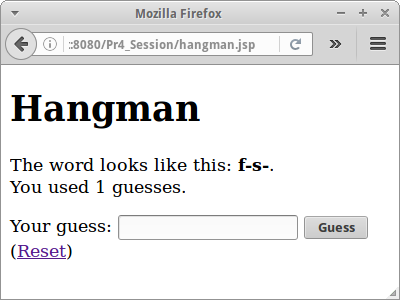 Mozilla Firefox
::8080/Pr4_Session/hangman.jsp
Hangman
The word looks like this: f-s-.
You used 1 guesses.
Your guess: Guess
(Reset)